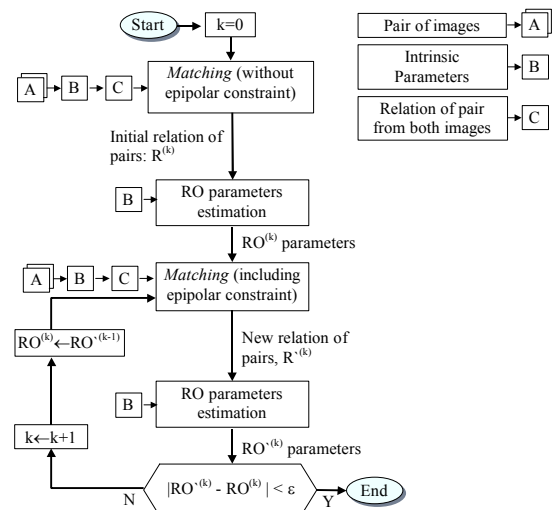 Start
k=0
Pair of images
A
Intrinsic
Parameters
B
Relation of pair
from both images
C
A
B
C
Matching (without
epipolar constraint)
Initial relation of
pairs: R^(k)
B
RO parameters
estimation
RO^(k) parameters
A
B
C
Matching (including
epipolar constraint)
RO^(k)←RO`^(k-1)
New relation of
pairs, R`^(k)
B
RO parameters
estimation
k←k+1
RO`^(k) parameters
|RO`^(k) - RO^(k) | < ε
N
Y
End